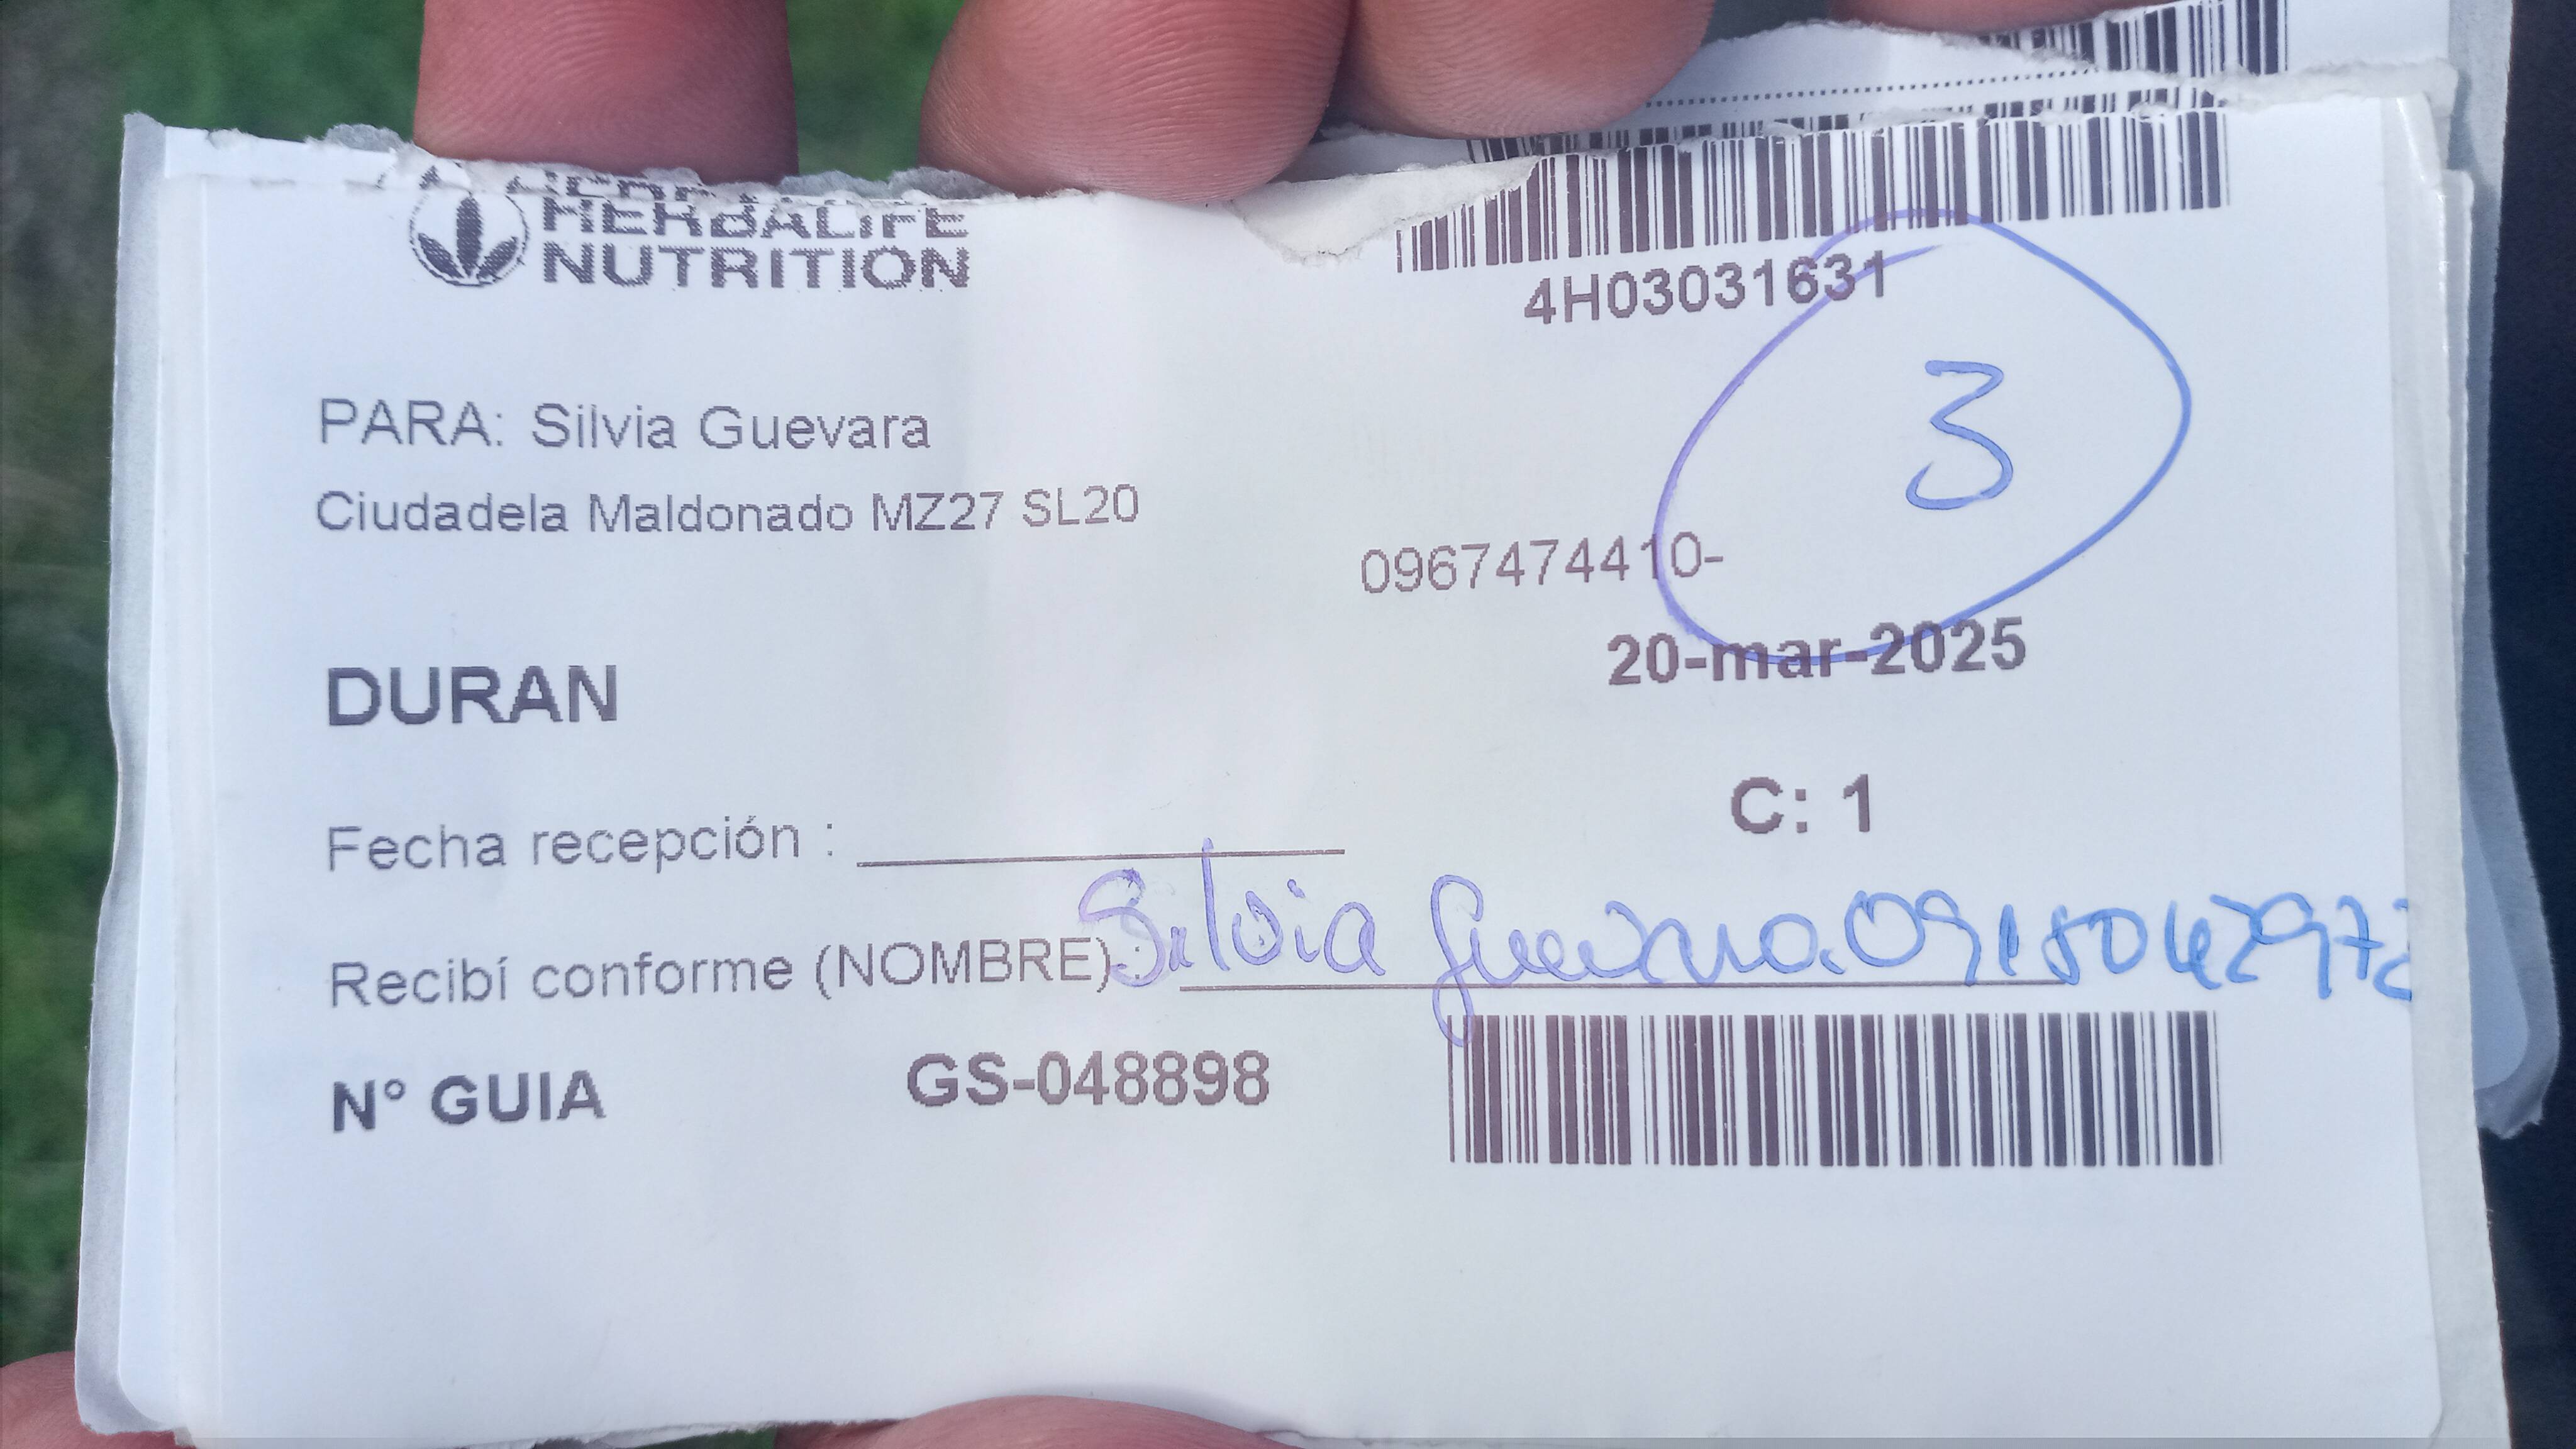 HERBALIFE
NUTRITION
4H03031631
3
PARA: Silvia Guevara
Ciudadela Maldonado MZ27 SL20
0967474410-
20-mar-2025
DURAN
C: 1
Fecha recepción :
Recibí conforme (NOMBRE) : Silvia Guevara.
N° GUIA GS-048898